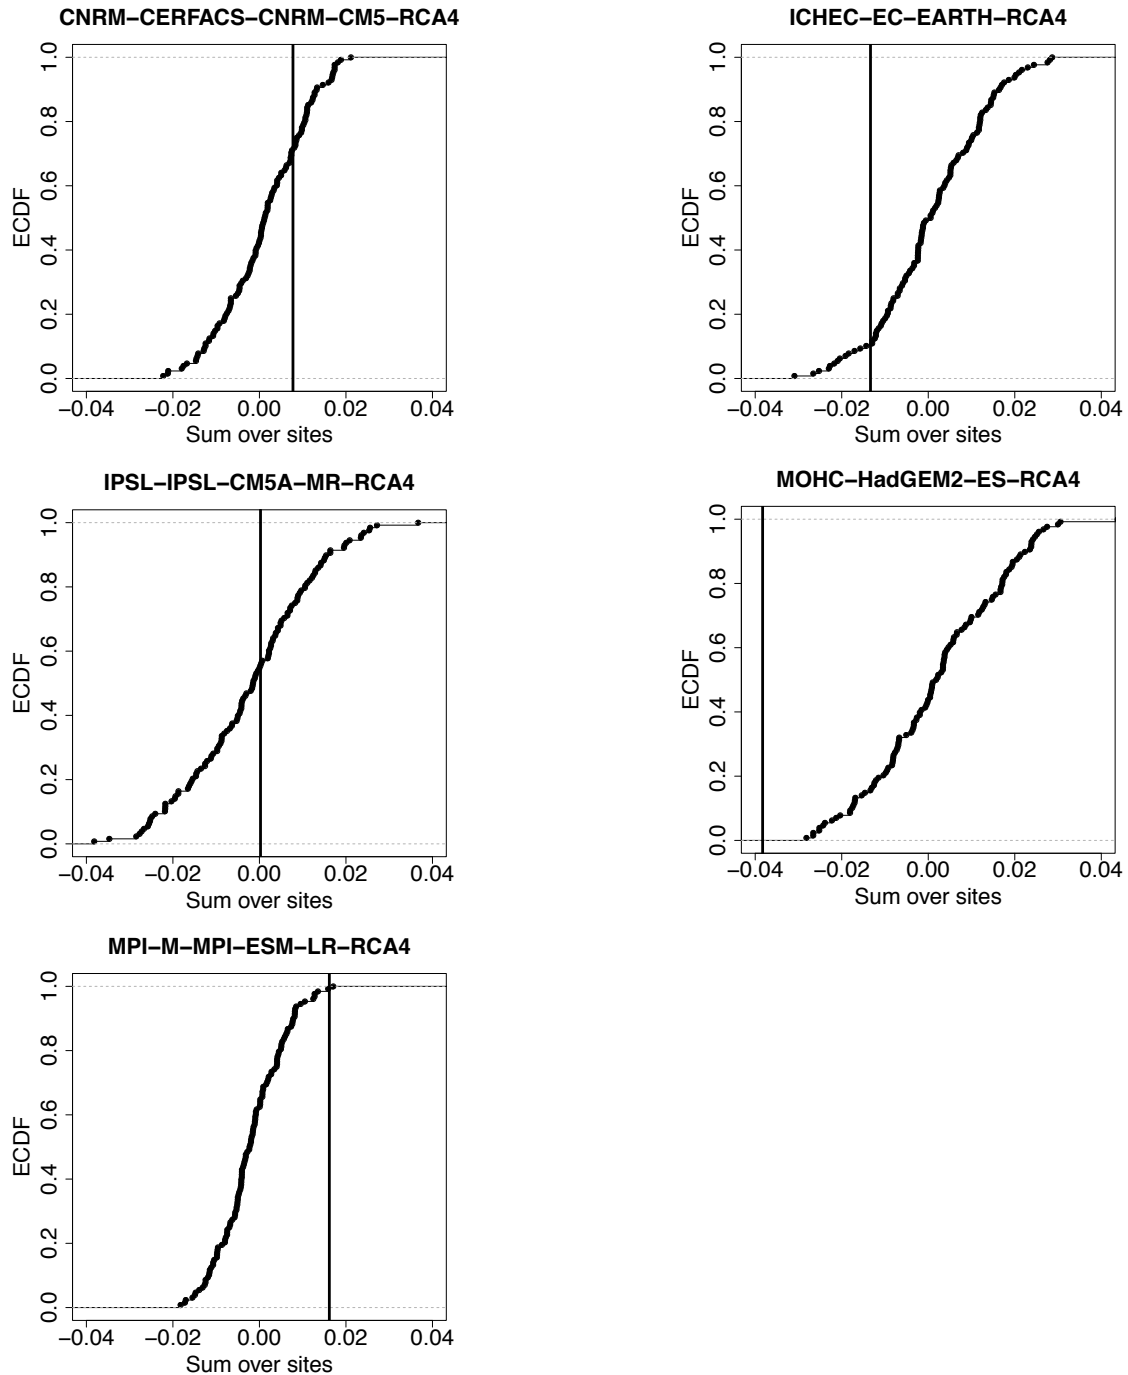 CNRM−CERFACS−CNRM−CM5−RCA4
ECDF
1.0
0.8
0.6
0.4
0.2
0.0
−0.04 −0.02 0.00 0.02 0.04
Sum over sites
ICHEC−EC−EARTH−RCA4
ECDF
1.0
0.8
0.6
0.4
0.2
0.0
−0.04 −0.02 0.00 0.02 0.04
Sum over sites
IPSL−IPSL−CM5A−MR−RCA4
ECDF
1.0
0.8
0.6
0.4
0.2
0.0
−0.04 −0.02 0.00 0.02 0.04
Sum over sites
MOHC−HadGEM2−ES−RCA4
ECDF
1.0
0.8
0.6
0.4
0.2
0.0
−0.04 −0.02 0.00 0.02 0.04
Sum over sites
MPI−M−MPI−ESM−LR−RCA4
ECDF
1.0
0.8
0.6
0.4
0.2
0.0
−0.04 −0.02 0.00 0.02 0.04
Sum over sites